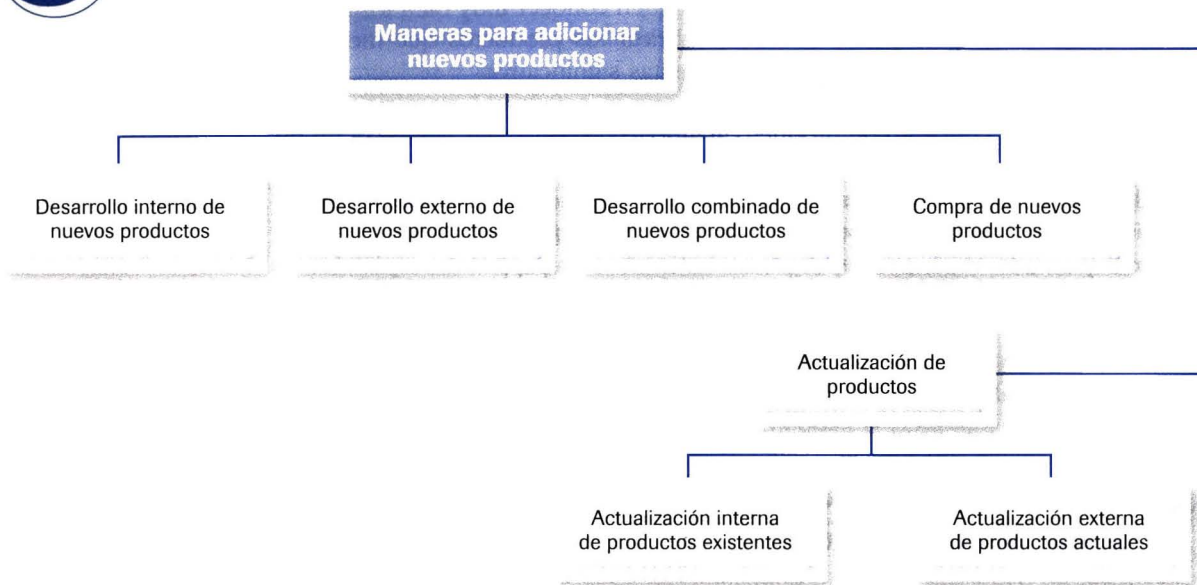 Maneras para adicionar
nuevos productos
Desarrollo interno de
nuevos productos
Desarrollo externo de
nuevos productos
Desarrollo combinado de
nuevos productos
Compra de nuevos
productos
Actualización de
productos
Actualización interna
de productos existentes
Actualización externa
de productos actuales